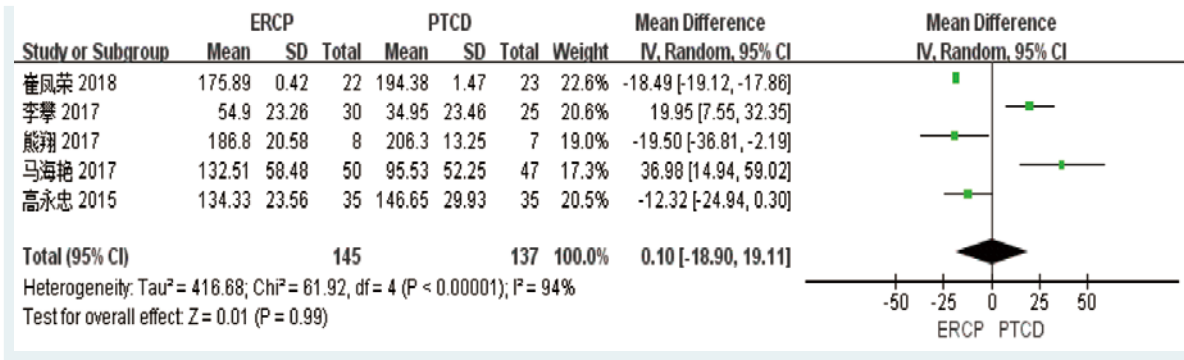 ERCP PTCD Mean Difference Mean Difference
Study or Subgroup Mean SD Total Mean SD Total Weight IV, Random, 95% CI IV, Random, 95% CI
崔凤荣 2018 175.89 0.42 22 194.38 1.47 23 22.6% -18.49 [-19.12, -17.86]
李攀 2017 54.9 23.26 30 34.95 23.46 25 20.6% 19.95 [7.55, 32.35]
熊翔 2017 186.8 20.58 8 206.3 13.25 7 19.0% -19.50 [-36.81, -2.19]
马海艳 2017 132.51 58.48 50 95.53 52.25 47 17.3% 36.98 [14.94, 59.02]
高永忠 2015 134.33 23.56 35 146.65 29.93 35 20.5% -12.32 [-24.94, 0.30]
Total (95% CI) 145 137 100.0% 0.10 [-18.90, 19.11]
Heterogeneity: Tau² = 416.68; Chi² = 61.92, df = 4 (P < 0.00001); I² = 94%
Test for overall effect: Z = 0.01 (P = 0.99)
-50 -25 0 25 50
ERCP PTCD